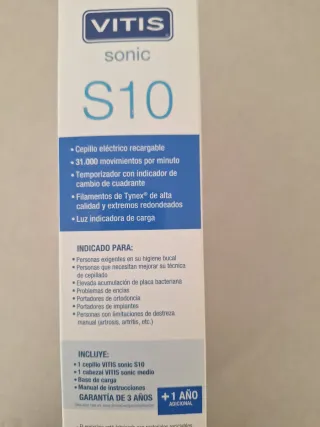 VITIS
sonic
S10
• Cepillo eléctrico recargable
• 31.000 movimientos por minuto
• Temporizador con indicador de
cambio de cuadrante
• Filamentos de Tynex® de alta
calidad y extremos redondeados
• Luz indicadora de carga
INDICADO PARA:
• Personas exigentes en su higiene bucal
• Personas que necesitan mejorar su técnica
de cepillado
• Elevada acumulación de placa bacteriana
• Problemas de encías
• Portadores de ortodoncia
• Portadores de implantes
• Personas con limitaciones de destreza
manual (artrosis, artritis, etc.)
INCLUYE:
• 1 cepillo VITIS sonic S10
• 1 cabezal VITIS sonic medio
• Base de carga
• Manual de instrucciones
GARANTÍA DE 3 AÑOS
+ 1 AÑO
ADICIONAL